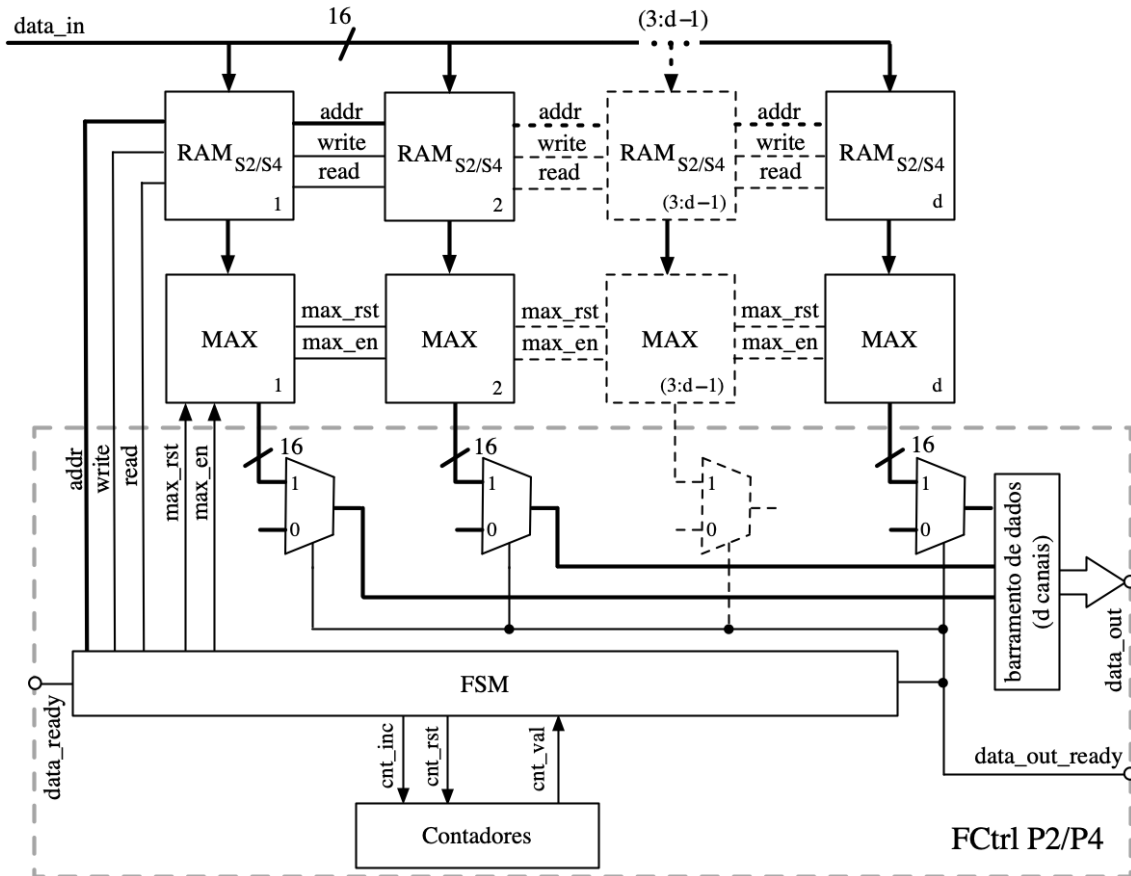 data_in
16
(3:d−1)
addr
write
read
addr
write
read
addr
write
read
RAM S2/S4
1
RAM S2/S4
2
RAM S2/S4
(3:d−1)
RAM S2/S4
d
MAX
1
max_rst
max_en
MAX
2
max_rst
max_en
MAX
(3:d−1)
max_rst
max_en
MAX
d
addr
write
read
max_rst
max_en
16
1
0
16
1
0
1
0
16
1
0
barramento de dados
(d canais)
data_out
FSM
data_ready
cnt_inc
cnt_rst
cnt_val
data_out_ready
Contadores
FCtrl P2/P4